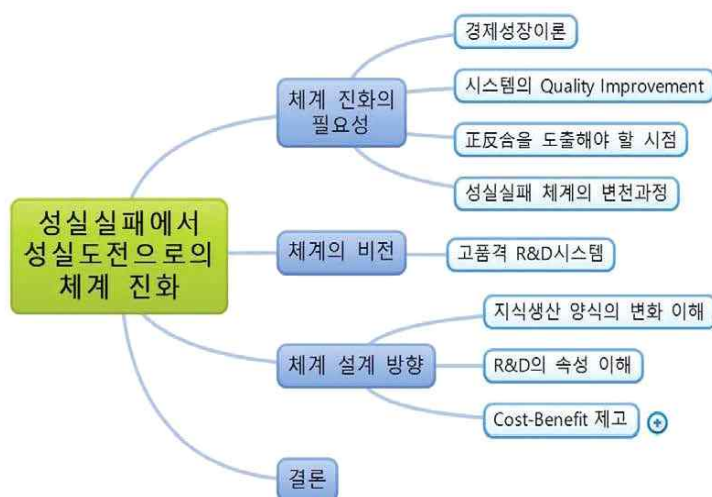 성실실패에서
성실도전으로의
체계 진화
체계 진화의
필요성
경제성장이론
시스템의 Quality Improvement
正反合을 도출해야 할 시점
성실실패 체계의 변천과정
체계의 비전
고품격 R&D시스템
체계 설계 방향
지식생산 양식의 변화 이해
R&D의 속성 이해
Cost-Benefit 제고
결론